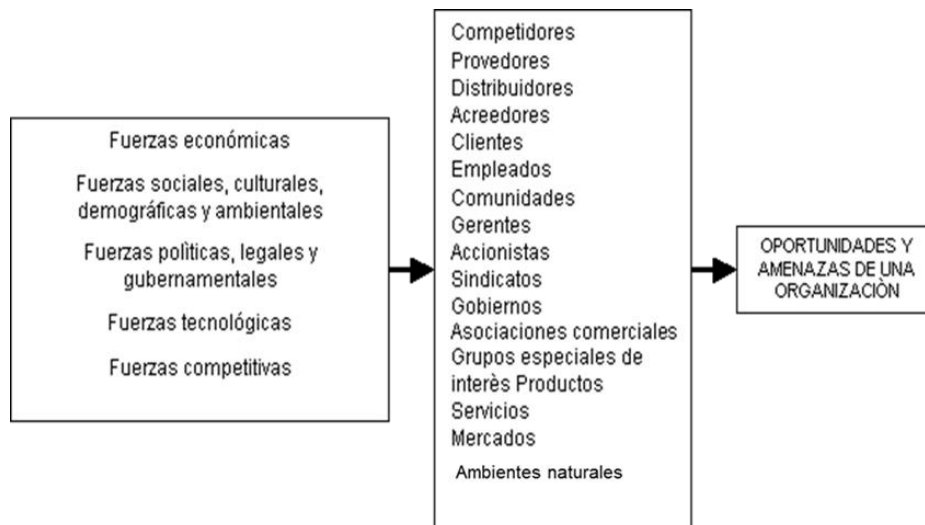 Fuerzas económicas
Fuerzas sociales, culturales,
demográficas y ambientales
Fuerzas polìticas, legales y
gubernamentales
Fuerzas tecnológicas
Fuerzas competitivas
Competidores
Provedores
Distribuidores
Acreedores
Clientes
Empleados
Comunidades
Gerentes
Accionistas
Sindicatos
Gobiernos
Asociaciones comerciales
Grupos especiales de
interès Productos
Servicios
Mercados
Ambientes naturales
OPORTUNIDADES Y
AMENAZAS DE UNA
ORGANIZACIÒN